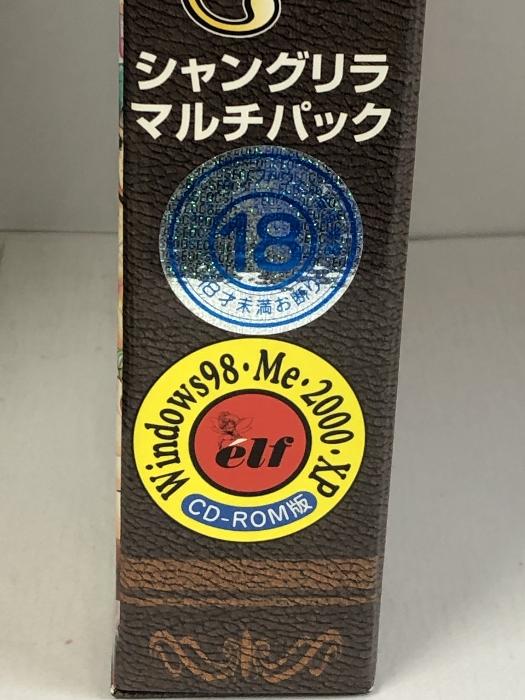 シャングリラ
マルチパック
18
18才未満お断り
Windows98・Me・2000・XP
élf
CD-ROM版